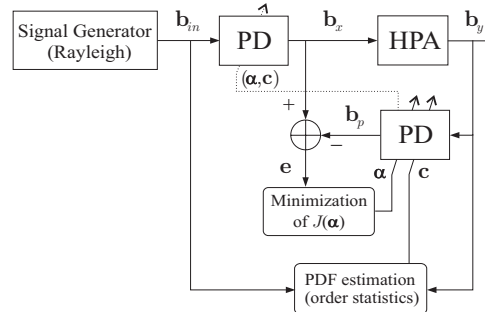 Signal Generator
(Rayleigh)
b_in
PD
b_x
HPA
b_y
(α,c)
+
b_p
−
PD
e
α
c
Minimization
of J(α)
PDF estimation
(order statistics)